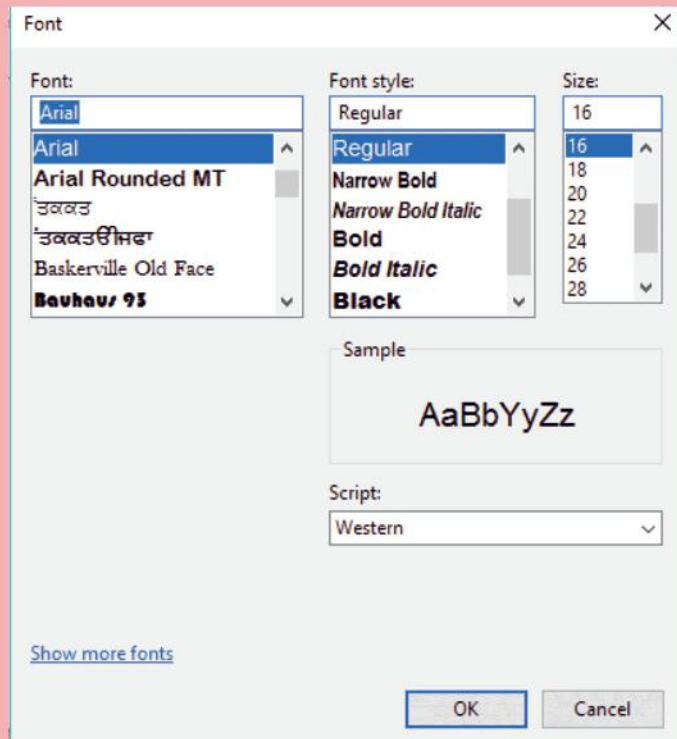 Font
Font:
Arial
Arial
Arial Rounded MT
ਤਕਕਤ
Baskerville Old Face
Bauhaus 93
Font style:
Regular
Regular
Narrow Bold
Narrow Bold Italic
Bold
Bold Italic
Black
Size:
16
16
18
20
22
24
26
28
Sample
AaBbYyZz
Script:
Western
Show more fonts
OK
Cancel